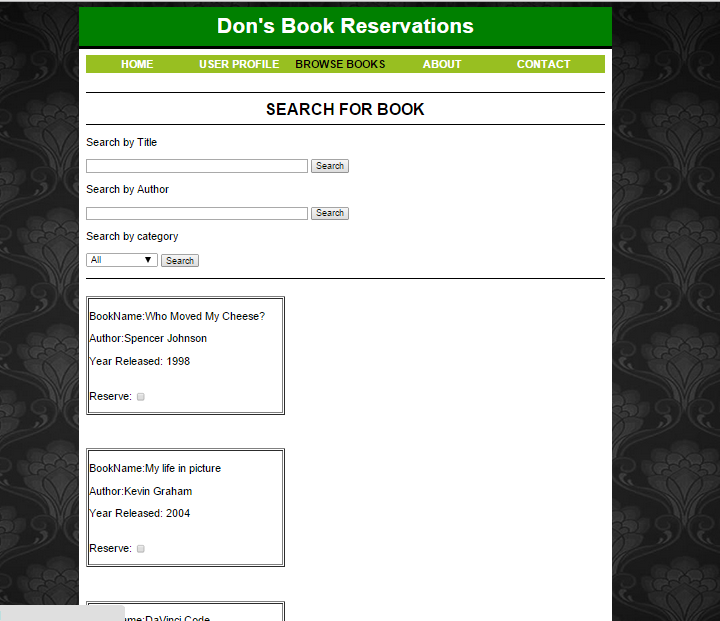 Don's Book Reservations
HOME USER PROFILE BROWSE BOOKS ABOUT CONTACT
SEARCH FOR BOOK
Search by Title
Search
Search by Author
Search
Search by category
All Search
BookName:Who Moved My Cheese?
Author:Spencer Johnson
Year Released: 1998
Reserve:
BookName:My life in picture
Author:Kevin Graham
Year Released: 2004
Reserve:
me:DaVinci Code